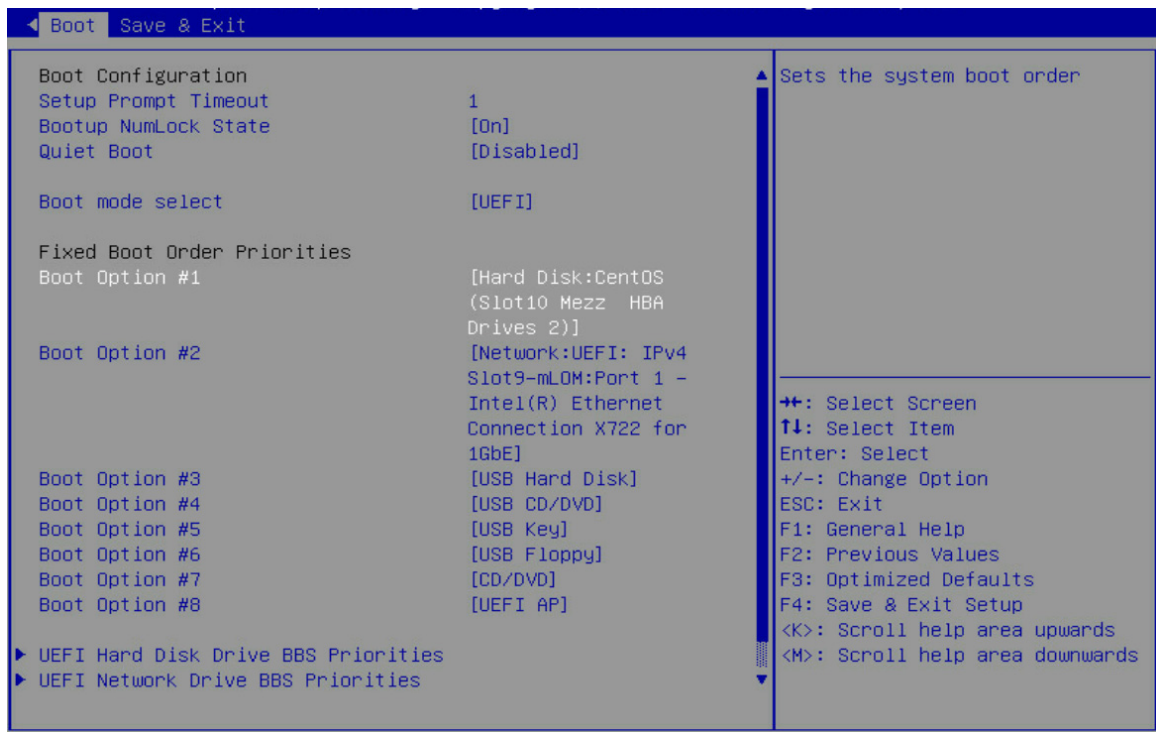 Boot Save & Exit
Boot Configuration
Setup Prompt Timeout 1
Bootup NumLock State [On]
Quiet Boot [Disabled]
Boot mode select [UEFI]
Fixed Boot Order Priorities
Boot Option #1 [Hard Disk:CentOS
(Slot10 Mezz HBA
Drives 2)]
Boot Option #2 [Network:UEFI: IPv4
Slot9-mLOM:Port 1 -
Intel(R) Ethernet
Connection X722 for
1GbE]
Boot Option #3 [USB Hard Disk]
Boot Option #4 [USB CD/DVD]
Boot Option #5 [USB Key]
Boot Option #6 [USB Floppy]
Boot Option #7 [CD/DVD]
Boot Option #8 [UEFI AP]
UEFI Hard Disk Drive BBS Priorities
UEFI Network Drive BBS Priorities
Sets the system boot order
→←: Select Screen
↑↓: Select Item
Enter: Select
+/-: Change Option
ESC: Exit
F1: General Help
F2: Previous Values
F3: Optimized Defaults
F4: Save & Exit Setup
<K>: Scroll help area upwards
<M>: Scroll help area downwards